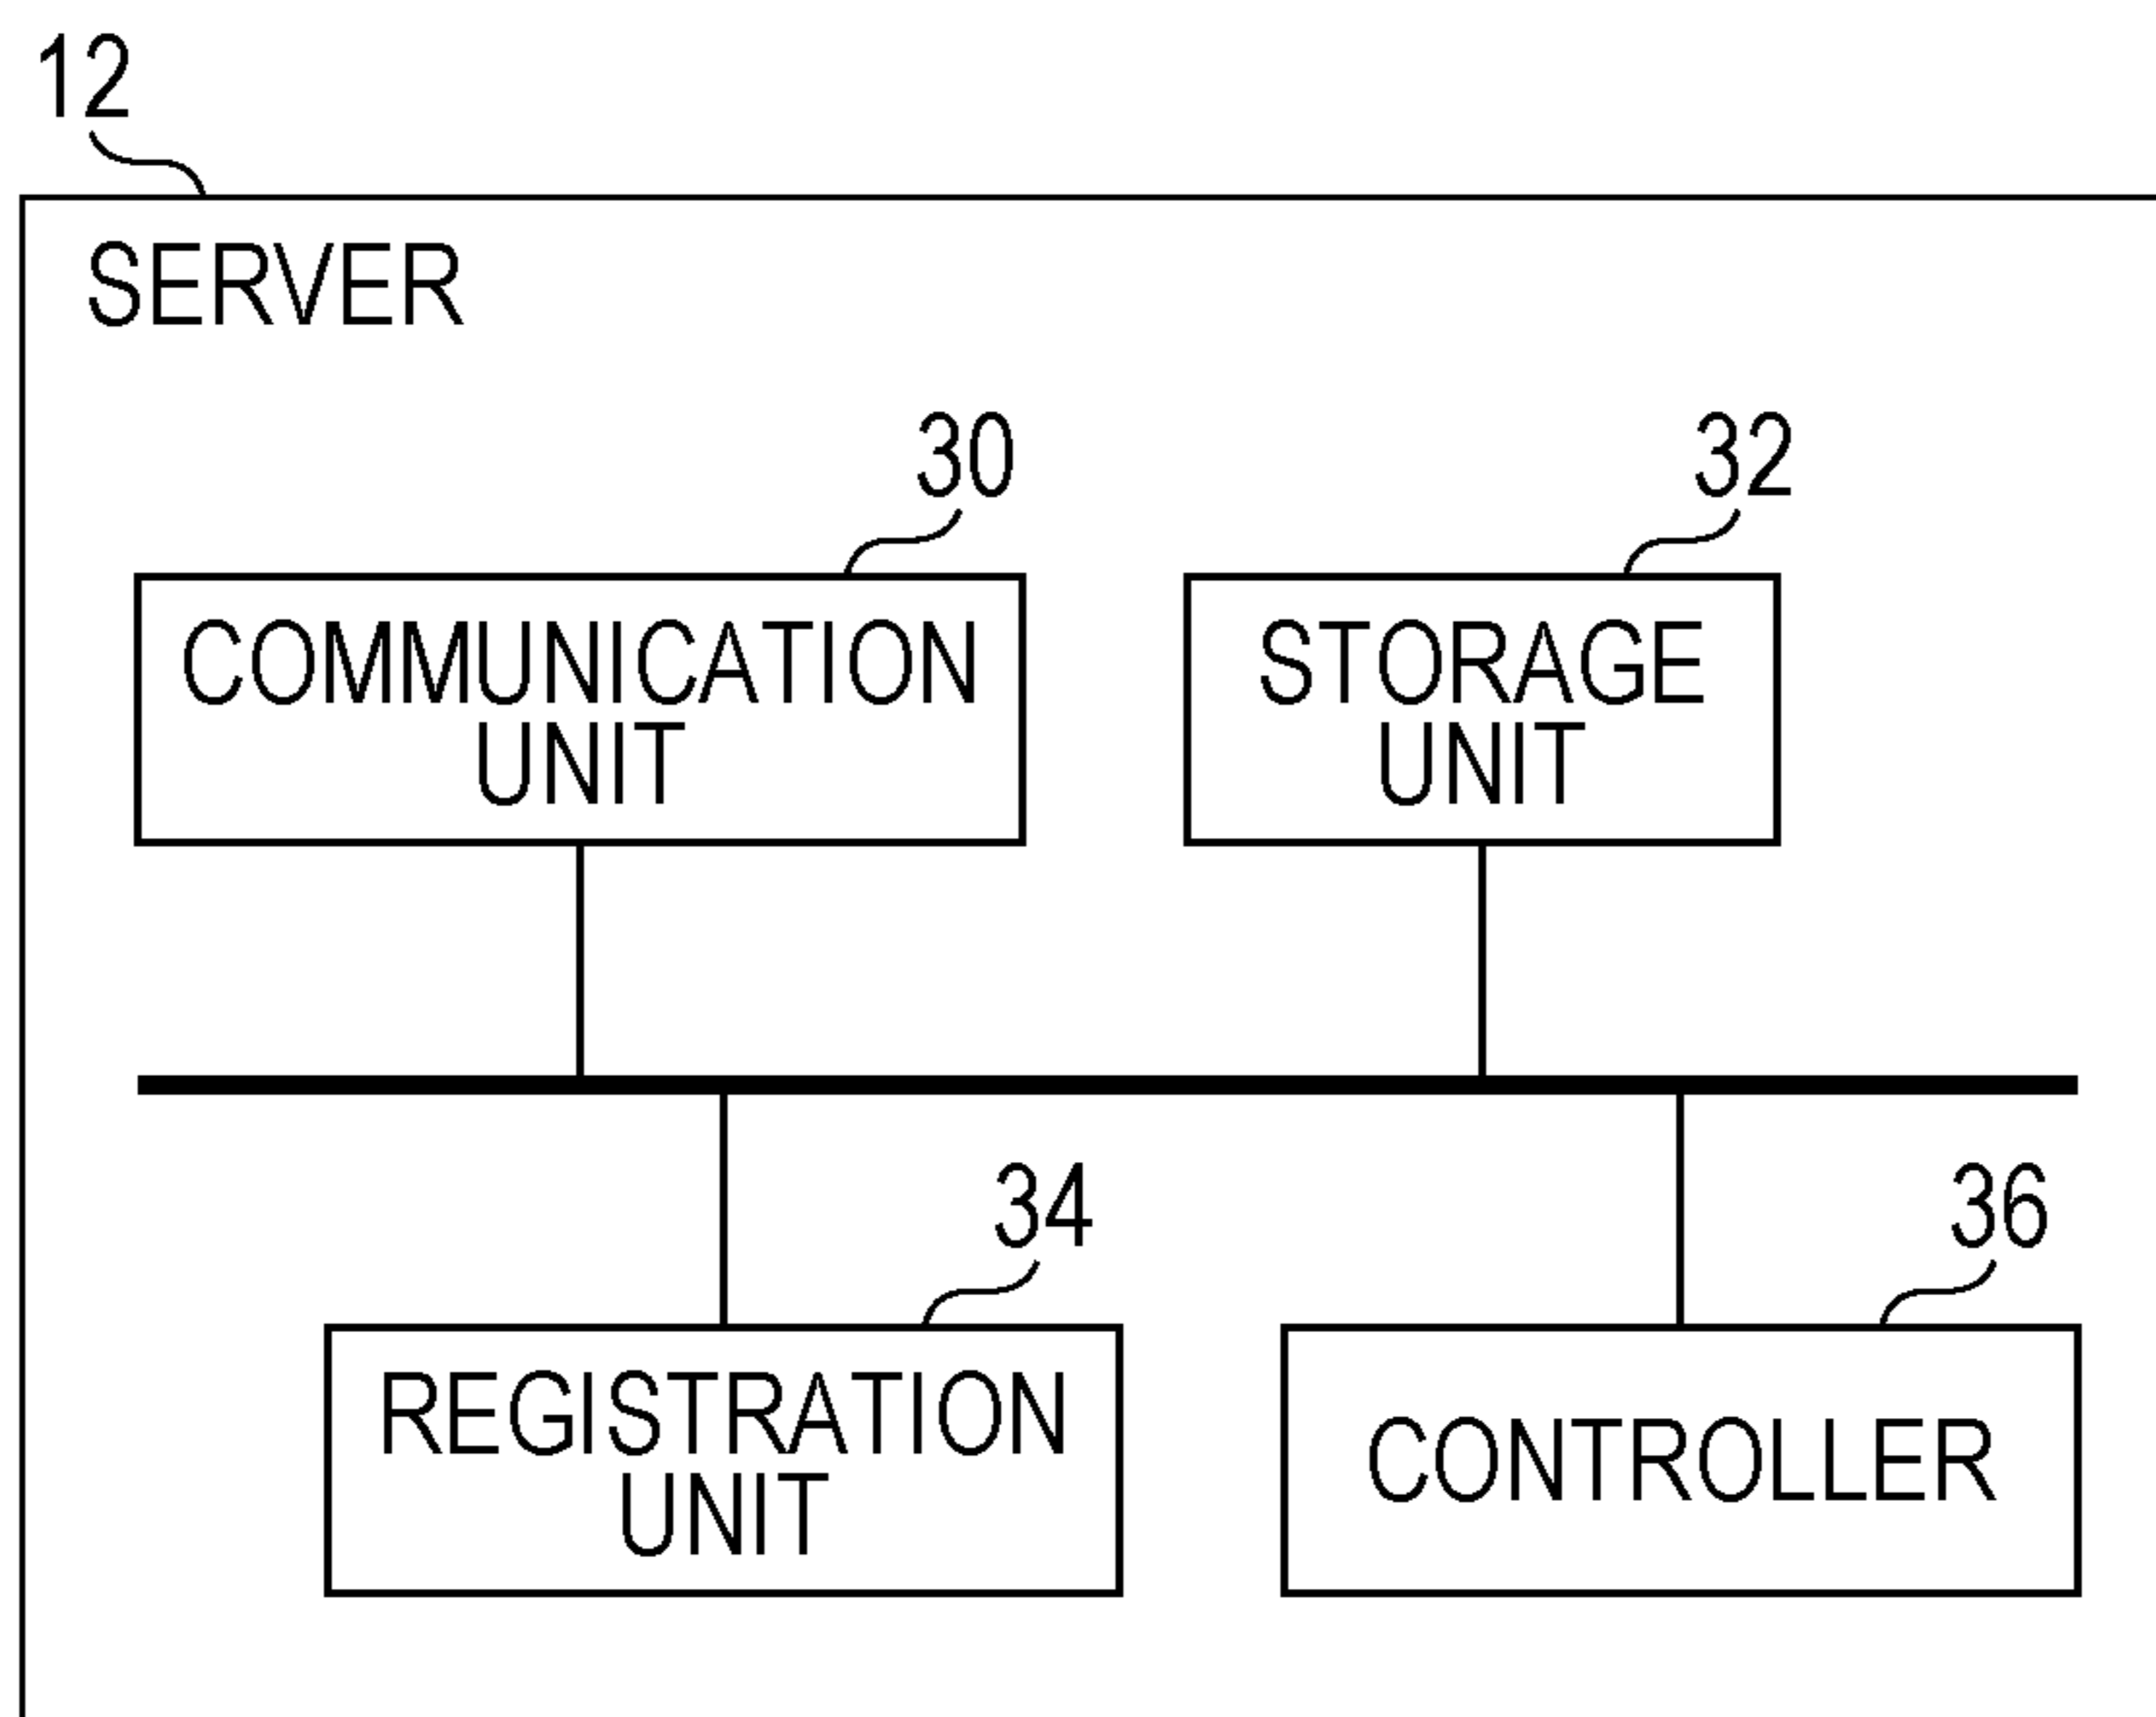 12
SERVER
30
32
COMMUNICATION
UNIT
STORAGE
UNIT
34
36
REGISTRATION
UNIT
CONTROLLER